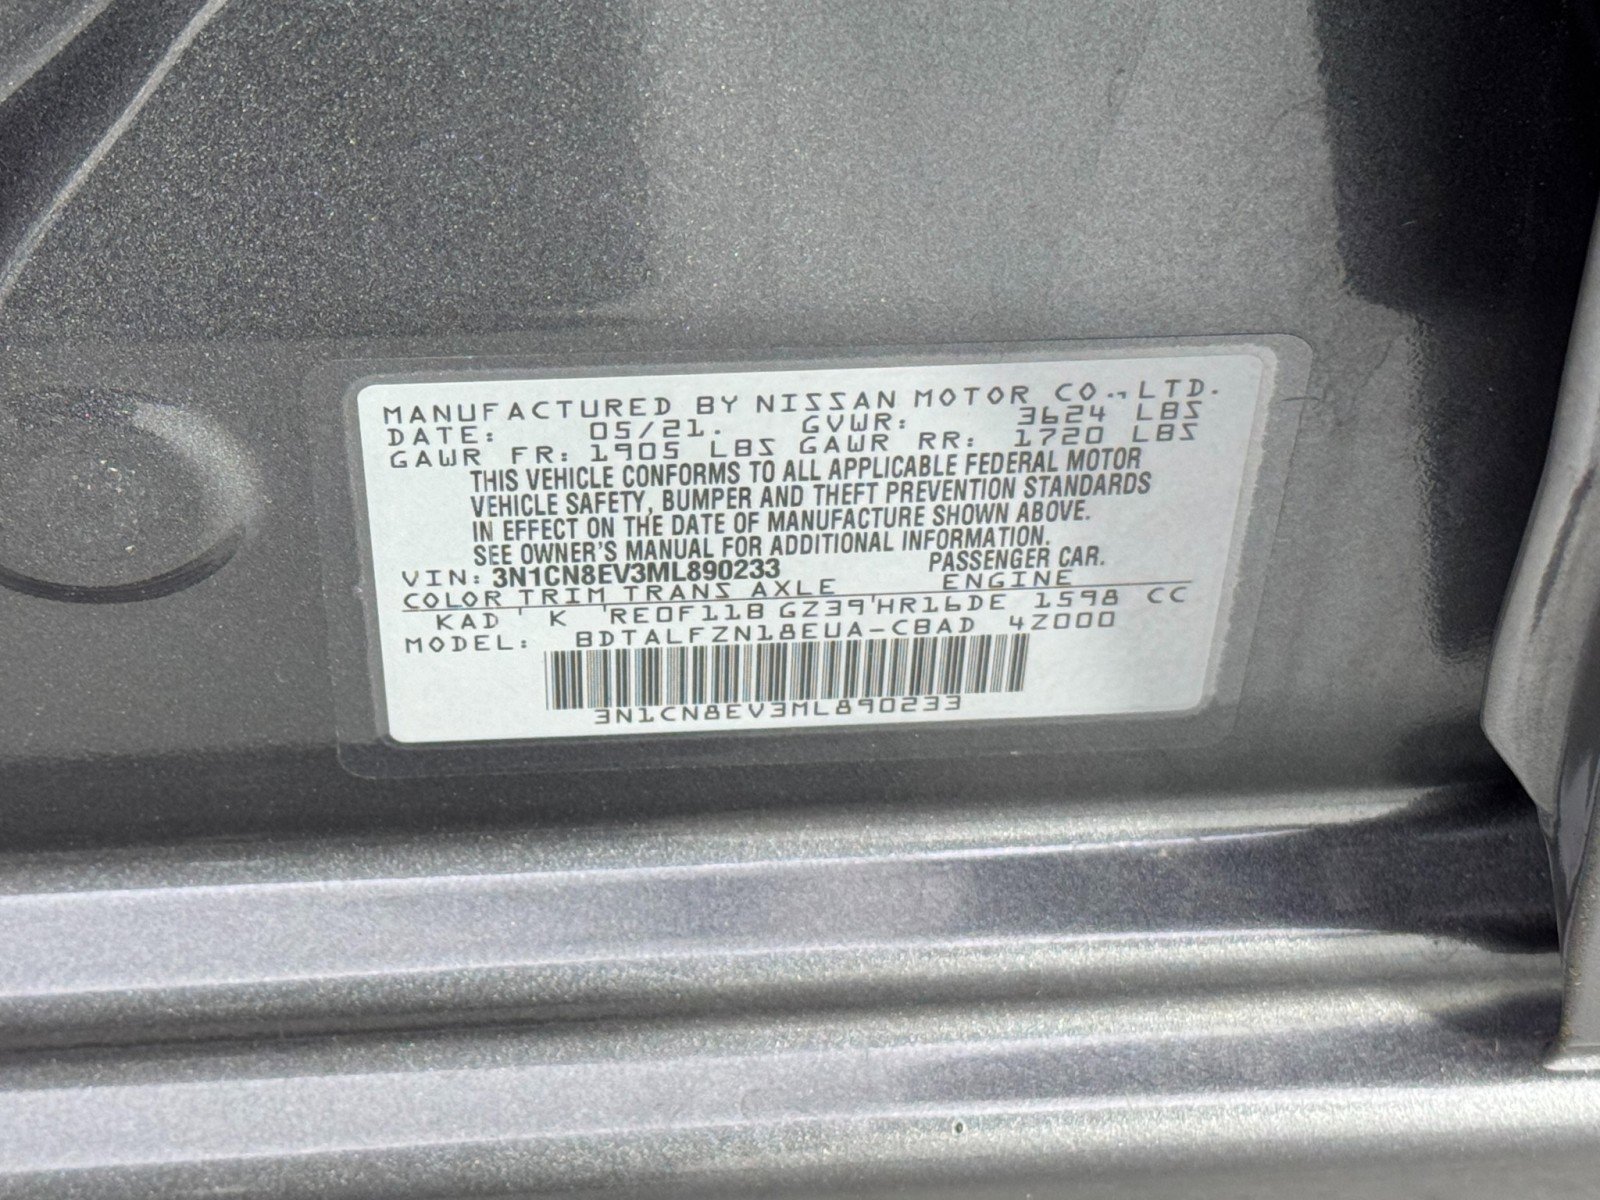 MANUFACTURED BY NISSAN MOTOR CO.,LTD.
DATE: 05/21. GVWR: 3624 LBS
GAWR FR: 1905 LBS GAWR RR: 1720 LBS
THIS VEHICLE CONFORMS TO ALL APPLICABLE FEDERAL MOTOR
VEHICLE SAFETY, BUMPER AND THEFT PREVENTION STANDARDS
IN EFFECT ON THE DATE OF MANUFACTURE SHOWN ABOVE.
SEE OWNER'S MANUAL FOR ADDITIONAL INFORMATION.
VIN: 3N1CN8EV3ML890233 PASSENGER CAR.
COLOR TRIM TRANS AXLE ENGINE
KAD K RE0F11B GZ39 HR16DE 1598 CC
MODEL: BDTALFZN18EUA-CBAD 4Z000
3N1CN8EV3ML890233